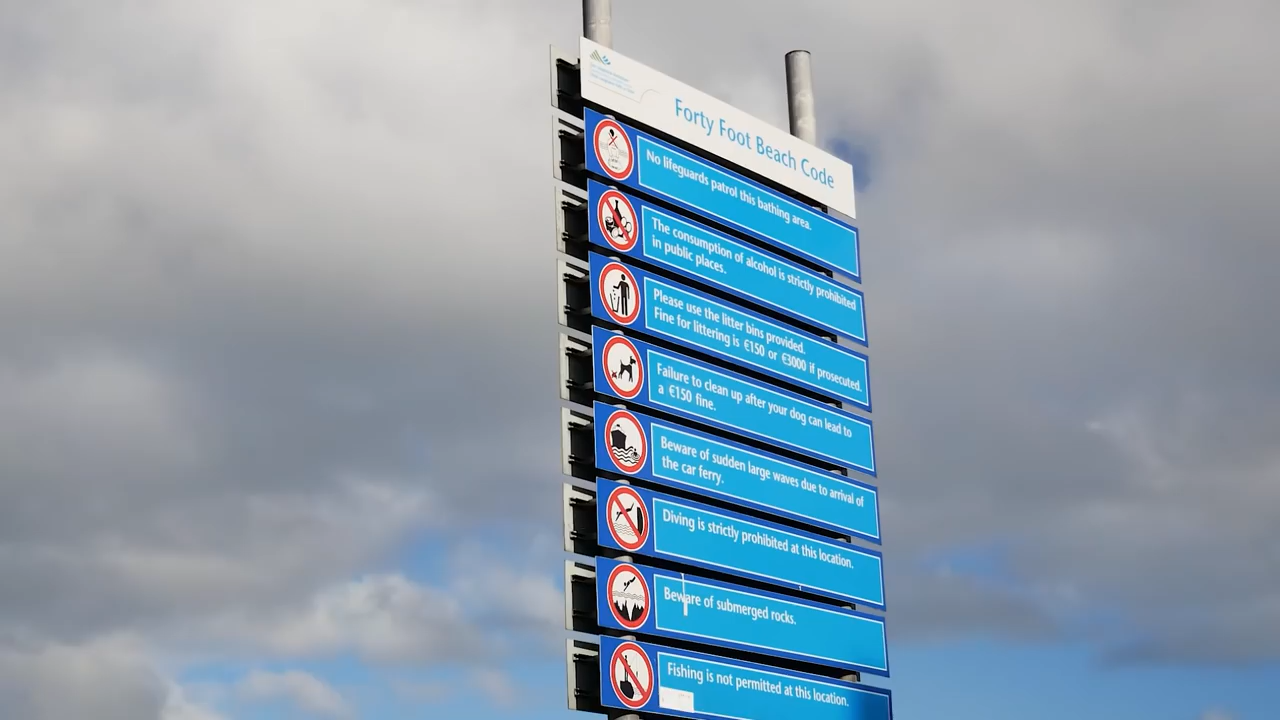 Forty Foot Beach Code
No lifeguards patrol this bathing area.
The consumption of alcohol is strictly prohibited
in public places.
Please use the litter bins provided.
Fine for littering is €150 or €3000 if prosecuted.
Failure to clean up after your dog can lead to
a €150 fine.
Beware of sudden large waves due to arrival of
the car ferry.
Diving is strictly prohibited at this location.
Beware of submerged rocks.
Fishing is not permitted at this location.